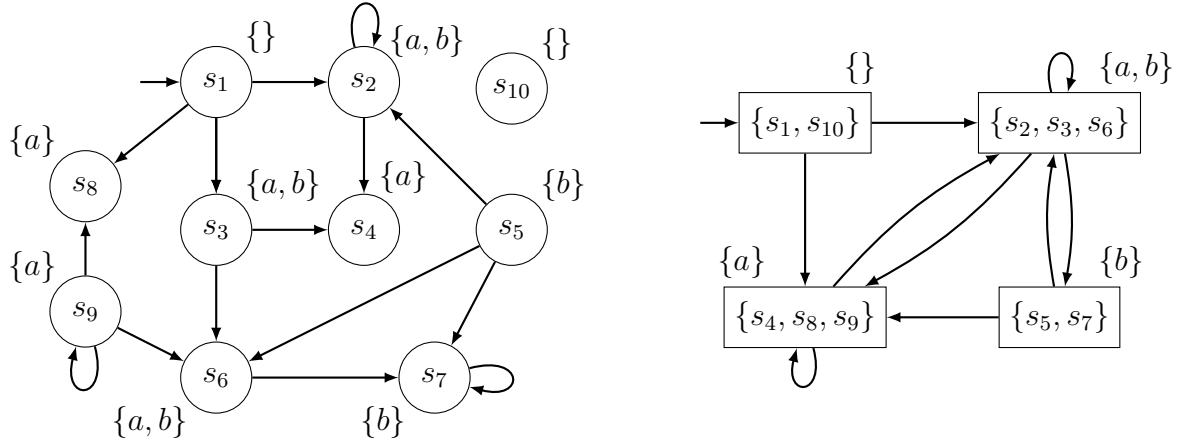 {}
s₁
{a, b}
s₂
{}
s₁₀
{a}
s₈
{a, b}
s₃
{a}
s₄
{b}
s₅
{a}
s₉
s₆
{a, b}
s₇
{b}
{}
{s₁, s₁₀}
{a, b}
{s₂, s₃, s₆}
{a}
{s₄, s₈, s₉}
{b}
{s₅, s₇}